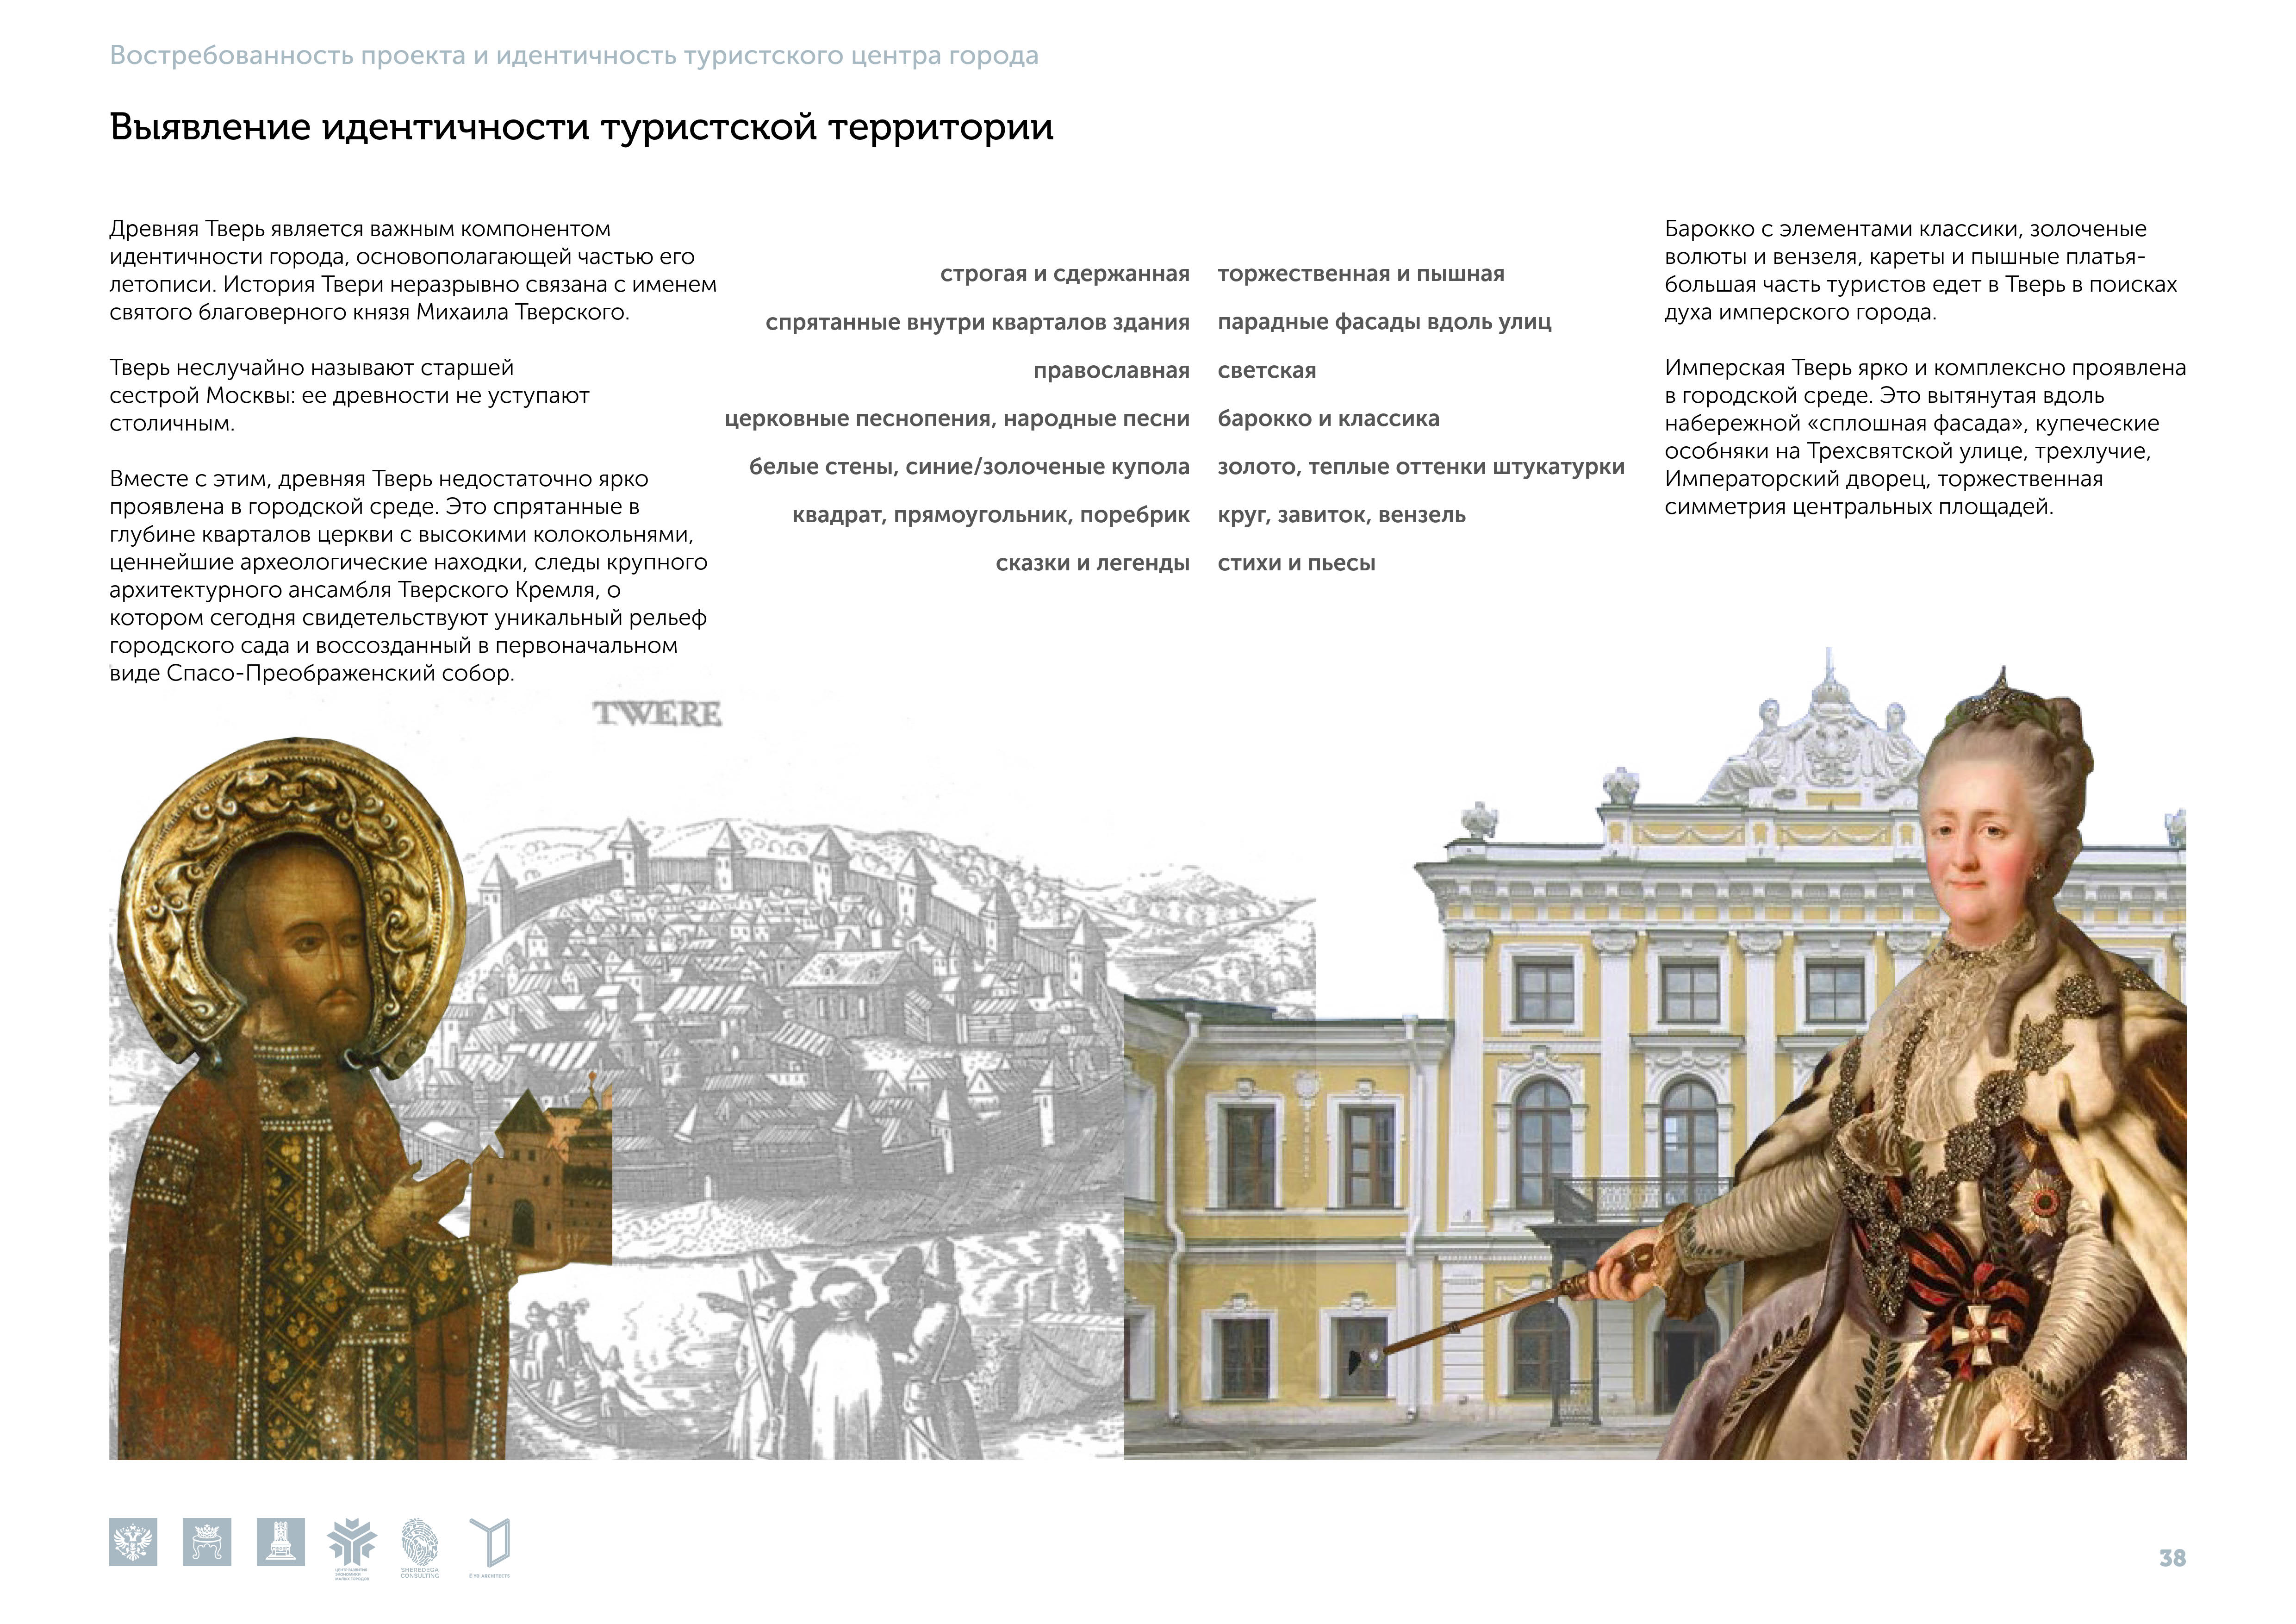 Востребованность проекта и идентичность туристского центра города
Выявление идентичности туристской территории
Древняя Тверь является важным компонентом
идентичности города, основополагающей частью его
летописи. История Твери неразрывно связана с именем
святого благоверного князя Михаила Тверского.
Тверь неслучайно называют старшей
сестрой Москвы: ее древности не уступают
столичным.
Вместе с этим, древняя Тверь недостаточно ярко
проявлена в городской среде. Это спрятанные в
глубине кварталов церкви с высокими колокольнями,
ценнейшие археологические находки, следы крупного
архитектурного ансамбля Тверского Кремля, о
котором сегодня свидетельствуют уникальный рельеф
городского сада и воссозданный в первоначальном
виде Спасо-Преображенский собор.
строгая и сдержанная торжественная и пышная
спрятанные внутри кварталов здания парадные фасады вдоль улиц
православная светская
церковные песнопения, народные песни барокко и классика
белые стены, синие/золоченые купола золото, теплые оттенки штукатурки
квадрат, прямоугольник, поребрик круг, завиток, вензель
сказки и легенды стихи и пьесы
Барокко с элементами классики, золоченые
волюты и вензеля, кареты и пышные платья-
большая часть туристов едет в Тверь в поисках
духа имперского города.
Имперская Тверь ярко и комплексно проявлена
в городской среде. Это вытянутая вдоль
набережной «сплошная фасада», купеческие
особняки на Трехсвятской улице, трехлучие,
Императорский дворец, торжественная
симметрия центральных площадей.
TWERE
ЦЕНТР РАЗВИТИЯ
ЭКОНОМИКИ
МАЛЫХ ГОРОДОВ
SHERREDEGA
CONSULTING
ARCHITECTS
38